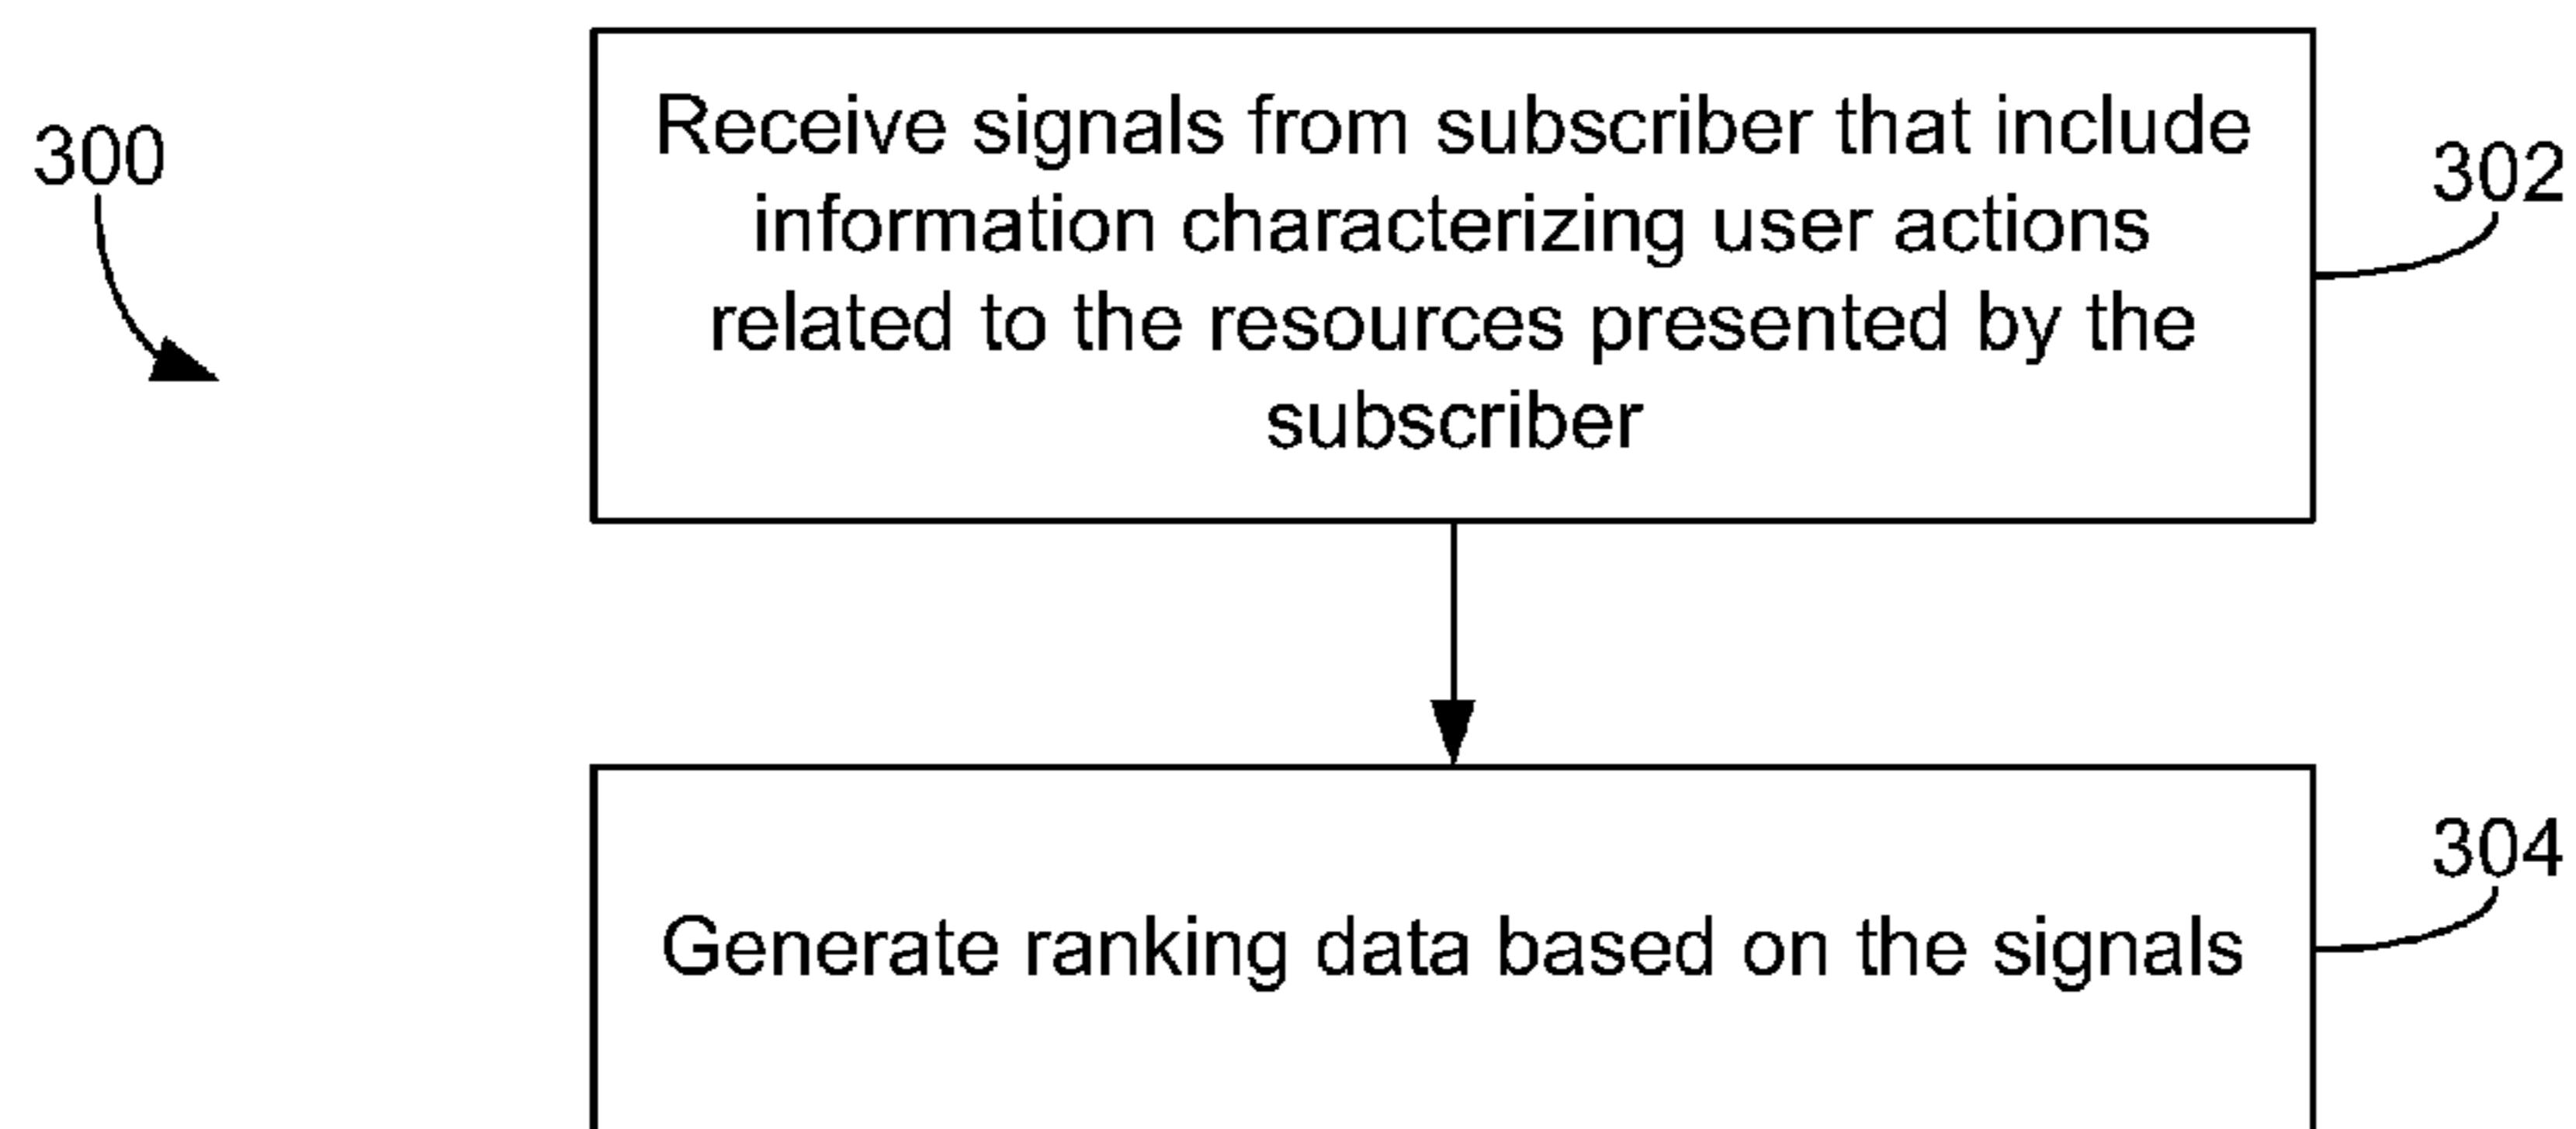 300
Receive signals from subscriber that include
information characterizing user actions
related to the resources presented by the
subscriber
302
Generate ranking data based on the signals
304